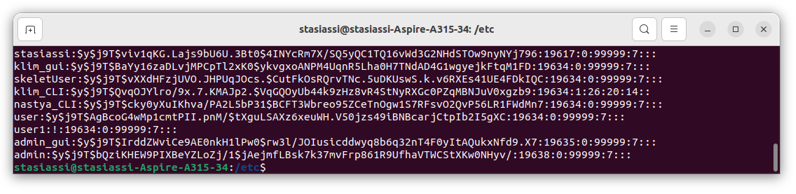 stasiassi@stasiassi-Aspire-A315-34: /etc
stasiassi:$y$j9T$viv1qKG.Lajs9bU6U.3Bt0$4INYcRm7X/SQ5yQC1TQ16vWd3G2NHdSTOw9nyNYj796:19617:0:99999:7:::
klim_gui:$y$j9T$BaYy16zaDLvjMPCpTl2xK0$ykvgxoANPM4UqnR5Lha0H7TNdAD4G1wgyejkFtqM1FD:19634:0:99999:7:::
skeletUser:$y$j9T$vXXdHFzjUVO.JHPUqJOcs.$CutFkOsRQrvTNc.5uDKUswS.k.v6RXEs41UE4FDkIQC:19634:0:99999:7:::
klim_CLI:$y$j9T$QvqOJYlro/9x.7.KMAJp2.$VqGQOyUb44k9zHz8vR4StNyRXGc0PZqMBNJuV0xgzb9:19634:1:26:20:14::
nastya_CLI:$y$j9T$cky0yXuIKhva/PA2L5bP31$BCFT3Wbreo95ZCeTnOgw1S7RFsvO2QvP56LR1FWdMn7:19634:0:99999:7:::
user:$y$j9T$AgBcoG4wMp1cmtPII.pnM/$tXguLSAXz6xeuWH.V50jzs49iBNBcarjCtpIb2I5gXC:19634:0:99999:7:::
user1:!:19634:0:99999:7:::
admin_gui:$y$j9T$IrddZWviCe9AE0nkH1lPw0$rw3l/JOIusicddwyq8b6q32nT4F0yItAQukxNfd9.X7:19635:0:99999:7:::
admin:$y$j9T$bQziKHEW9PIXBeYZLoZj/1$jAejmfLBsk7k37mvFrp861R9UfhaVTWCStXKw0NHyv/:19638:0:99999:7:::
stasiassi@stasiassi-Aspire-A315-34:/etc$